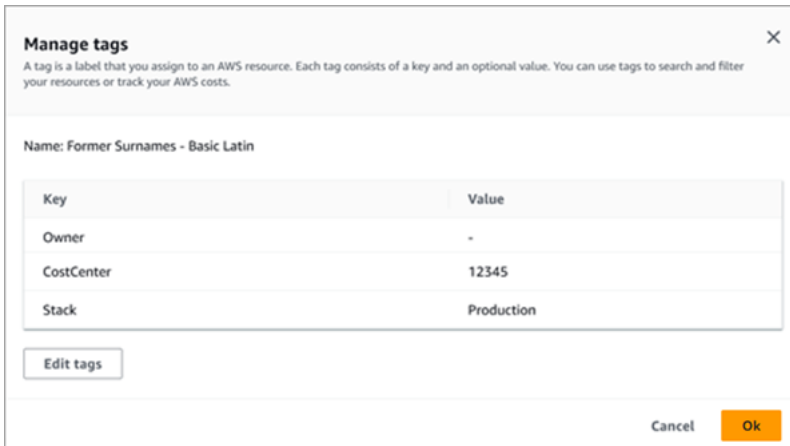 Manage tags
A tag is a label that you assign to an AWS resource. Each tag consists of a key and an optional value. You can use tags to search and filter
your resources or track your AWS costs.
Name: Former Surnames - Basic Latin
Key Value
Owner -
CostCenter 12345
Stack Production
Edit tags
Cancel Ok